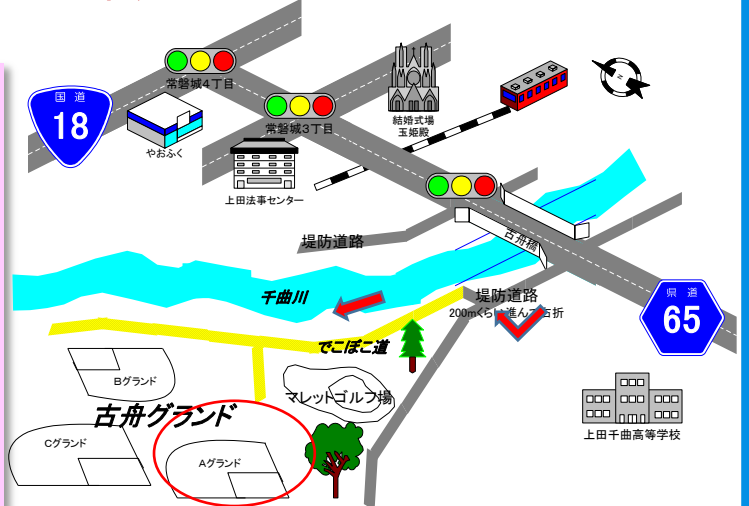 常磐城4丁目
国道
18
やおふく
常磐城3丁目
上田法事センター
結婚式場
玉姫殿
N
堤防道路
古舟橋
千曲川
堤防道路
200mくらい進んで右折
県道
65
でこぼこ道
Bグランド
マレットゴルフ場
古舟グランド
Cグランド
Aグランド
上田千曲高等学校